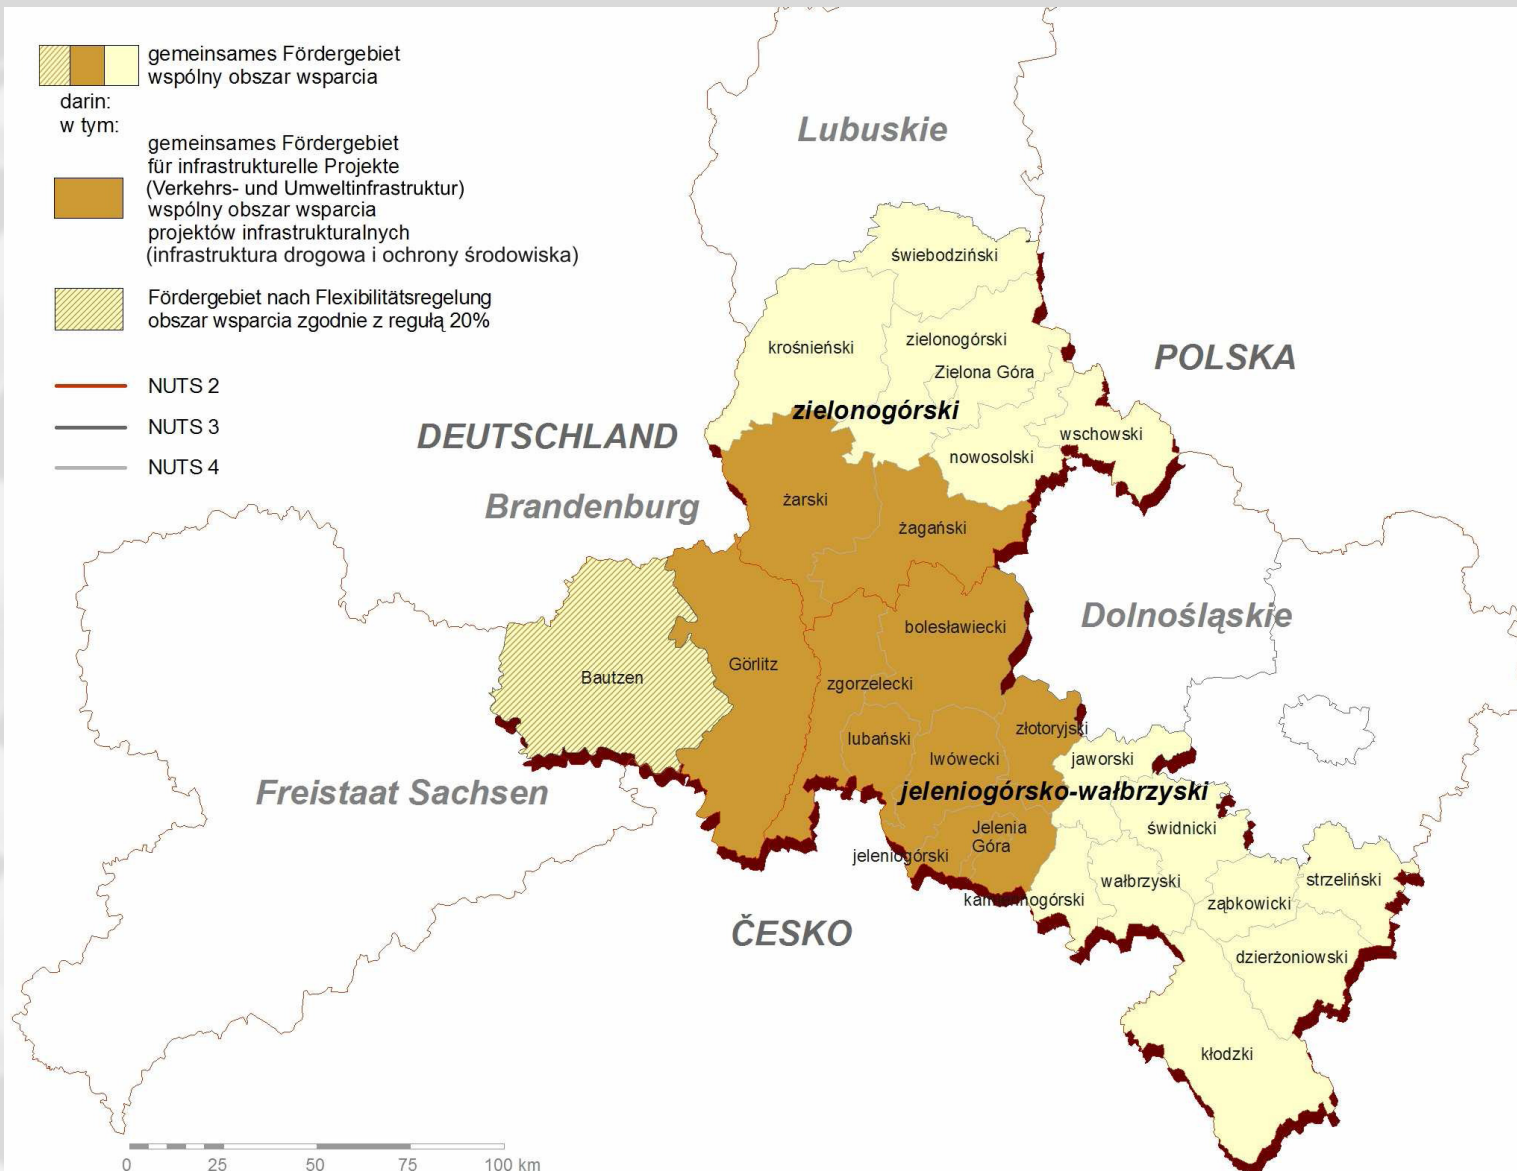 gemeinsames Fördergebiet
wspólny obszar wsparcia
darin:
w tym:
gemeinsames Fördergebiet
für infrastrukturelle Projekte
(Verkehrs- und Umweltinfrastruktur)
wspólny obszar wsparcia
projektów infrastrukturalnych
(infrastruktura drogowa i ochrony środowiska)
Fördergebiet nach Flexibilitätsregelung
obszar wsparcia zgodnie z regułą 20%
NUTS 2
NUTS 3
NUTS 4
Lubuskie
świebodziński
krośnieński
zielonogórski
Zielona Góra
POLSKA
zielonogórski
DEUTSCHLAND
wschowski
nowosolski
Brandenburg
żarski
żagański
Dolnośląskie
bolesławiecki
Görlitz
Bautzen
zgorzelecki
złotoryjski
lubański
lwówecki
jaworski
Freistaat Sachsen
jeleniogórsko-wałbrzyski
Jelenia
Góra
świdnicki
jeleniogórski
wałbrzyski
strzeliński
kamiennogórski
ząbkowicki
ČESKO
dzierżoniowski
kłodzki
0 25 50 75 100 km